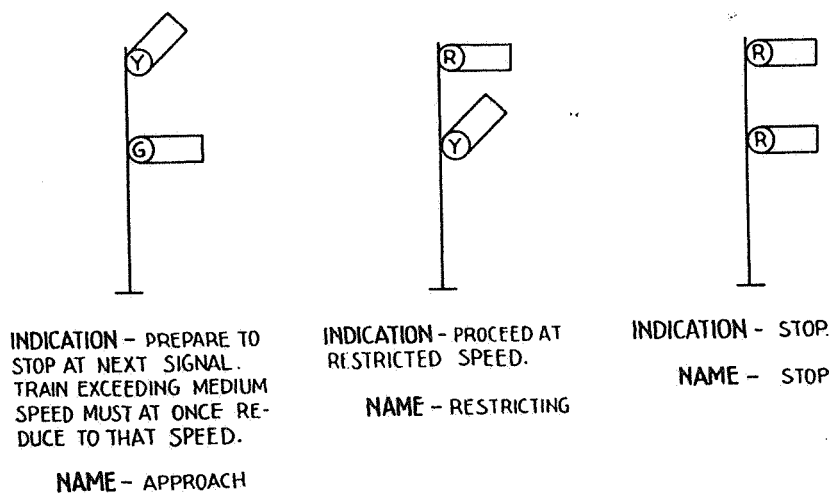 Y
G
INDICATION – PREPARE TO
STOP AT NEXT SIGNAL.
TRAIN EXCEEDING MEDIUM
SPEED MUST AT ONCE RE-
DUCE TO THAT SPEED.
NAME – APPROACH
R
Y
INDICATION – PROCEED AT
RESTRICTED SPEED.
NAME – RESTRICTING
R
R
INDICATION – STOP.
NAME – STOP